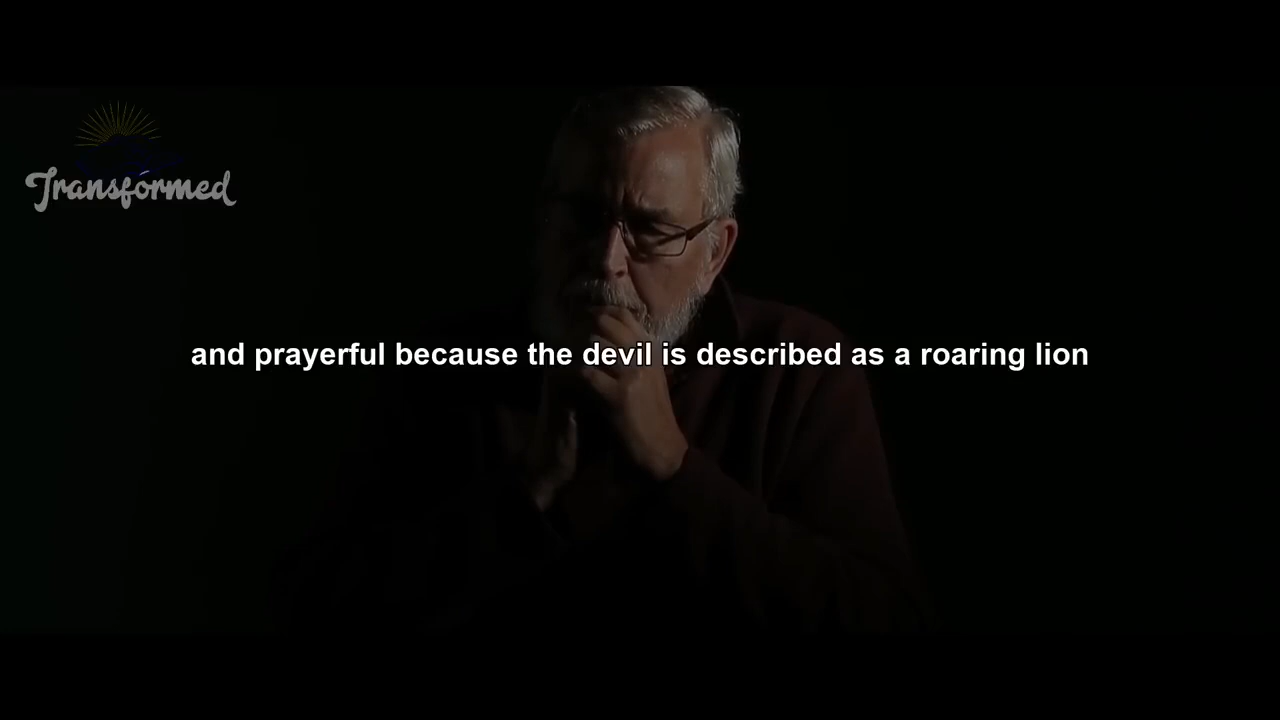 Transformed
and prayerful because the devil is described as a roaring lion